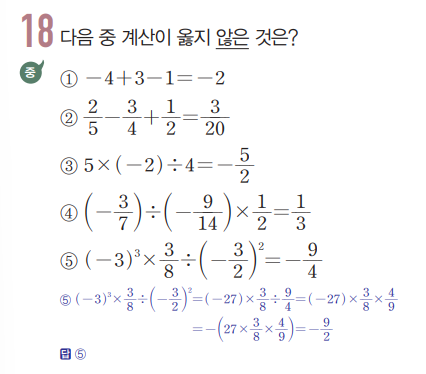 18 다음 중 계산이 옳지 않은 것은?
중
① −4+3−1=−2
② 2/5−3/4+1/2=3/20
③ 5×(−2)÷4=−5/2
④ (−3/7)÷(−9/14)×1/2=1/3
⑤ (−3)³×3/8÷(−3/2)²=−9/4
⑤ (−3)³×3/8÷(−3/2)²=(−27)×3/8÷9/4=(−27)×3/8×4/9
=−(27×3/8×4/9)=−9/2
답 ⑤